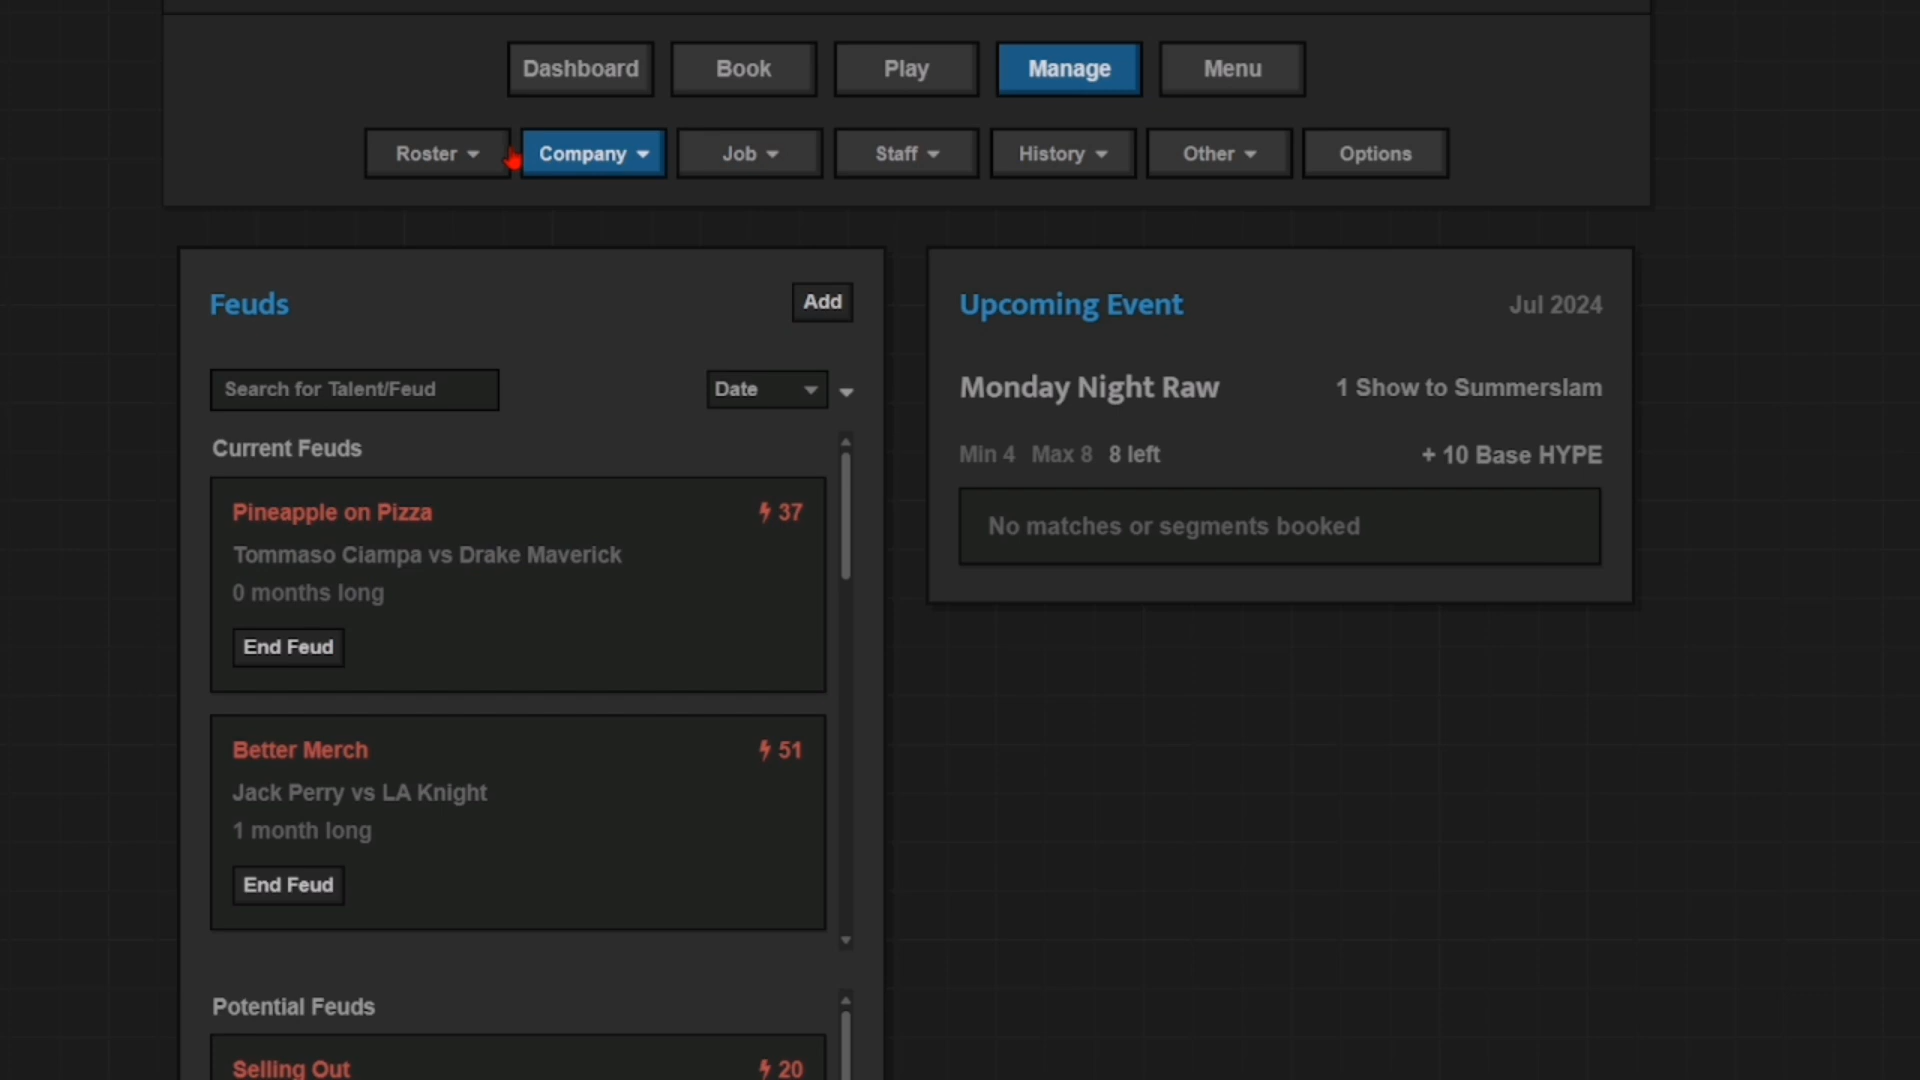 Dashboard Book Play Manage Menu
Roster Company Job Staff History Other Options
Feuds Add
Search for Talent/Feud Date
Current Feuds
Pineapple on Pizza 37
Tommaso Ciampa vs Drake Maverick
0 months long
End Feud
Better Merch 51
Jack Perry vs LA Knight
1 month long
End Feud
Potential Feuds
Selling Out 20
Upcoming Event Jul 2024
Monday Night Raw 1 Show to Summerslam
Min 4 Max 8 8 left + 10 Base HYPE
No matches or segments booked